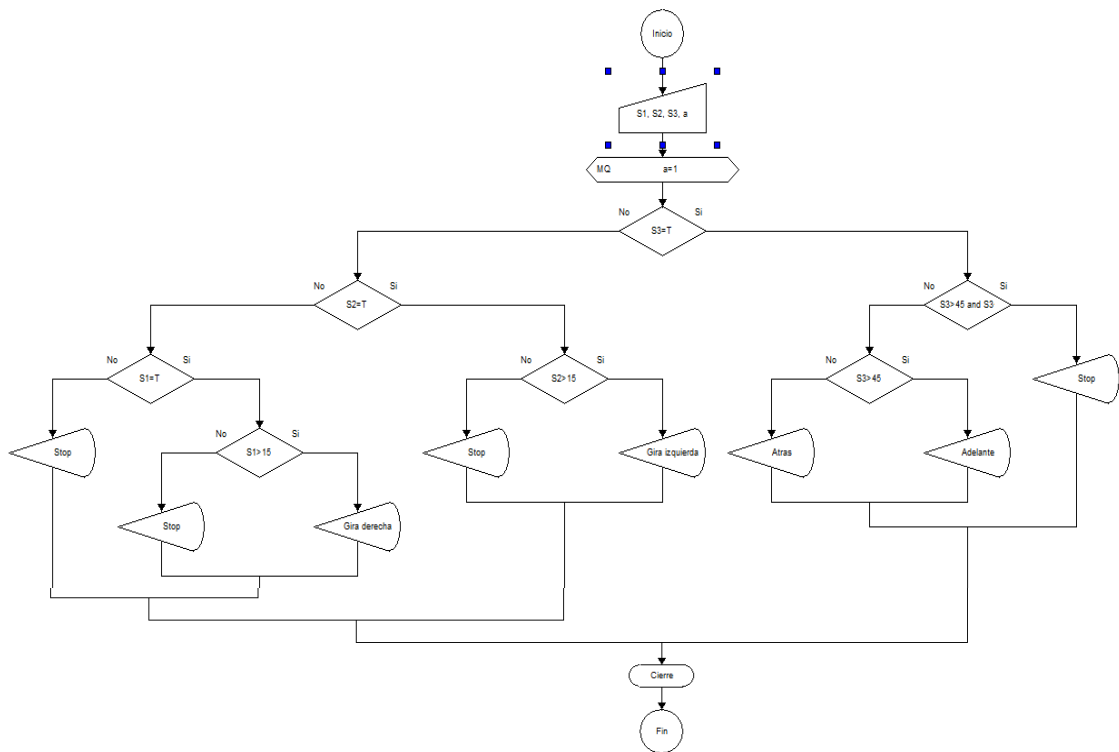 Inicio
S1, S2, S3, a
MQ a=1
No Si
S3=T
No Si
S2=T
No Si
S3>45 and S3
No Si
S1=T
No Si
S2>15
No Si
S3>45
Stop
Stop
No Si
S1>15
Stop
Gira izquierda
Atras
Adelante
Stop
Gira derecha
Cierre
Fin